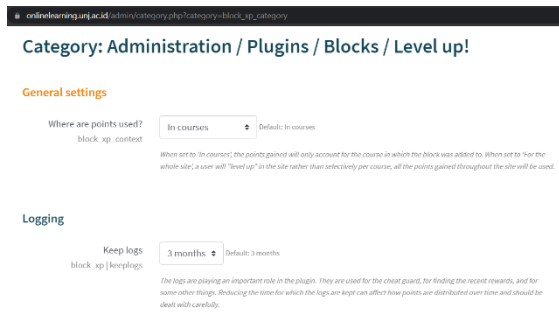 onlinelearning.unj.ac.id/admin/category.php?category=block_xp_category
Category: Administration / Plugins / Blocks / Level up!
General settings
Where are points used?
In courses
Default: In courses
block_xp_context
When set to 'In courses', the points gained will only account for the course in which the block was added to. When set to 'For the
whole site', a user will "level up" in the site rather than selectively per course, all the points gained throughout the site will be used.
Logging
Keep logs
3 months
Default: 3 months
block_xp | keeplogs
The logs are playing an important role in the plugin. They are used for the cheat guard, for finding the recent rewards, and for
some other things. Reducing the time for which the logs are kept can affect how points are distributed over time and should be
dealt with carefully.